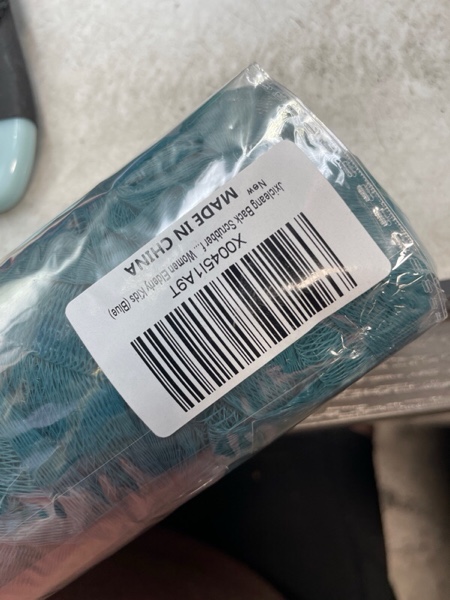 X0045I1A9T
Jxicleang Back Scrubber f... Women Elderly Kids (Blue)
New
MADE IN CHINA